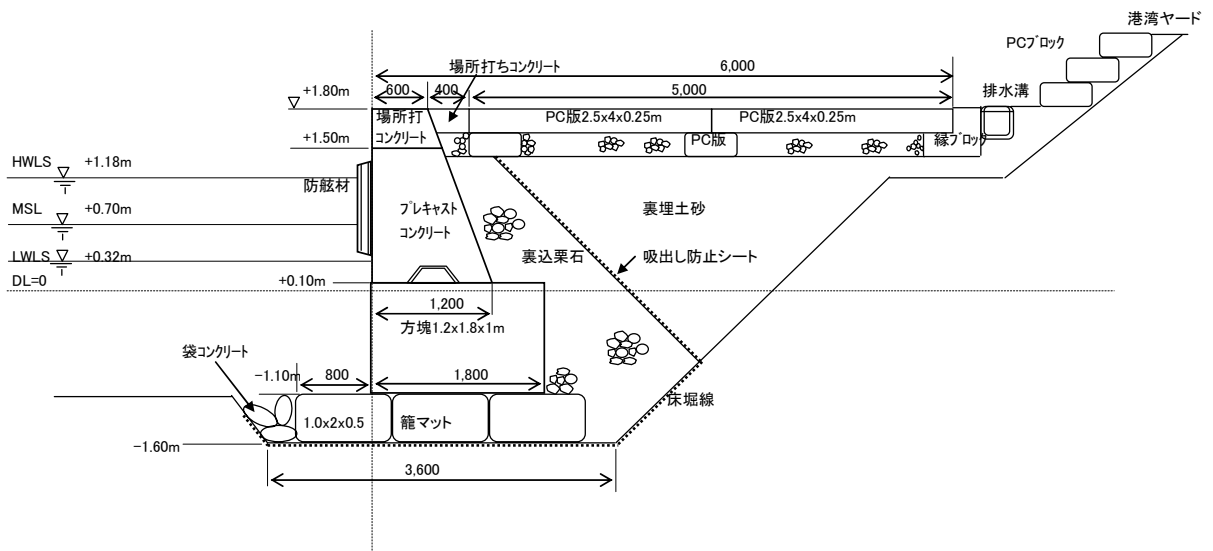 港湾ヤード
PCﾌﾞﾛｯｸ
場所打ちコンクリート
6,000
排水溝
600
400
5,000
+1.80m
場所打
コンクリート
PC版2.5x4x0.25m
PC版2.5x4x0.25m
+1.50m
PC版
縁ブロック
HWLS
+1.18m
防舷材
MSL
+0.70m
ﾌﾟﾚｷｬｽﾄ
コンクリート
裏埋土砂
裏込栗石
吸出し防止シート
LWLS
+0.32m
DL=0
+0.10m
1,200
方塊1.2x1.8x1m
袋コンクリート
-1.10m
800
1,800
床堀線
1.0x2x0.5
籠マット
-1.60m
3,600